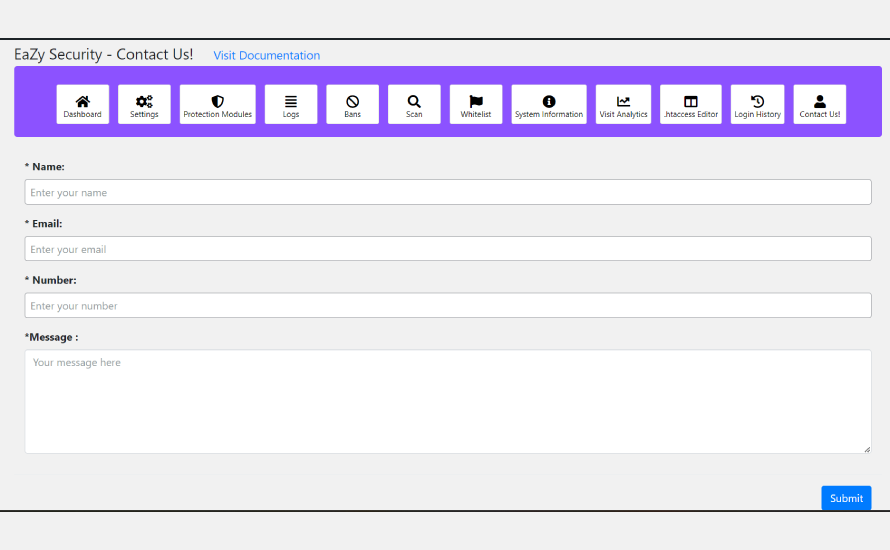 EaZy Security - Contact Us! Visit Documentation
Dashboard Settings Protection Modules Logs Bans Scan Whitelist System Information Visit Analytics .htaccess Editor Login History Contact Us!
* Name:
Enter your name
* Email:
Enter your email
* Number:
Enter your number
*Message :
Your message here
Submit